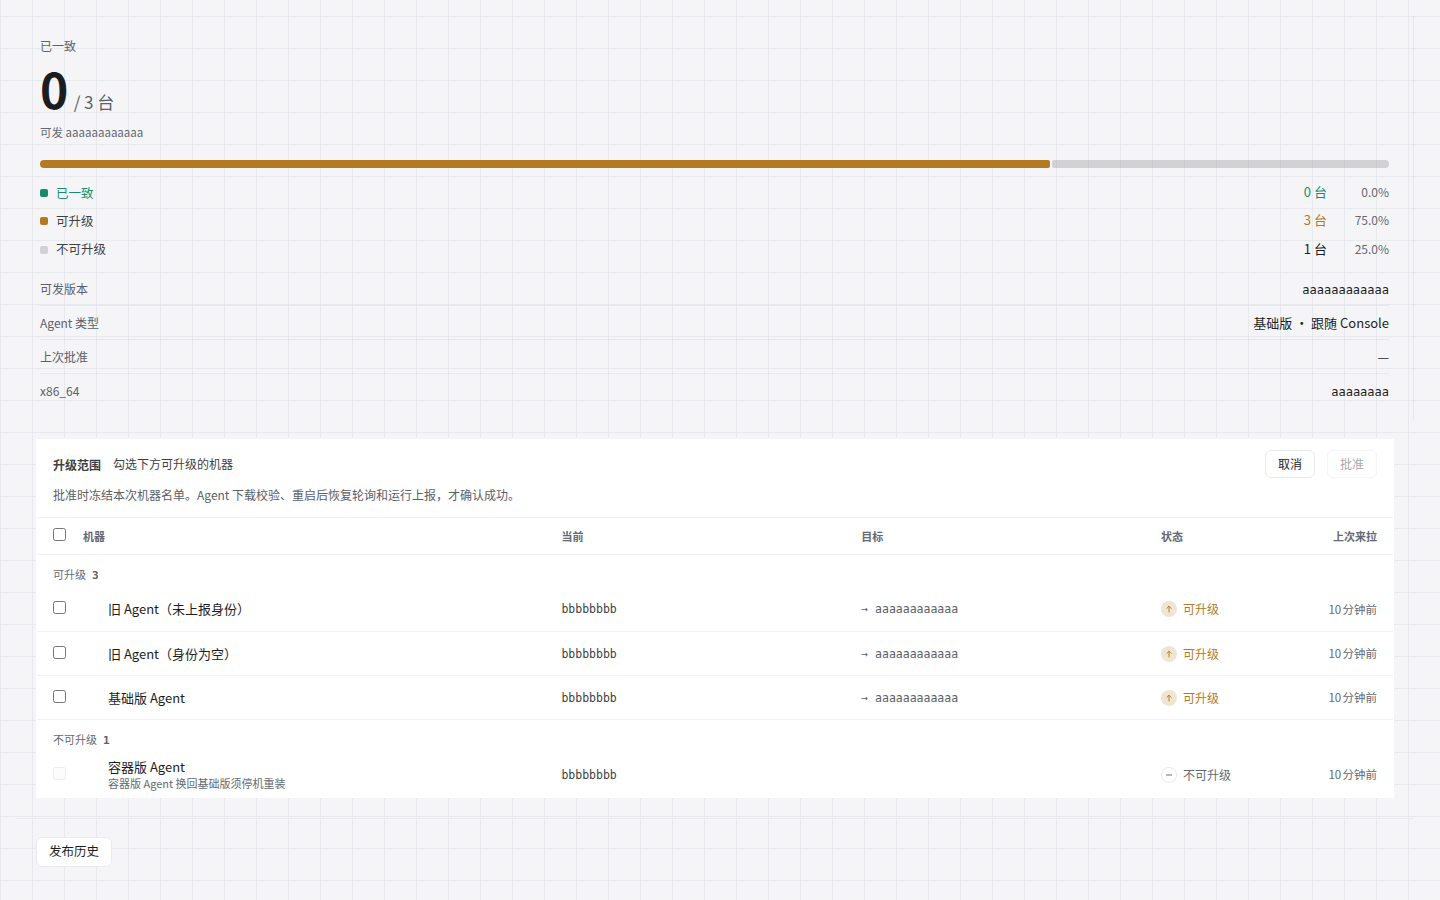 已一致
0 / 3 台
可发 aaaaaaaaaaaa
已一致 0 台 0.0%
可升级 3 台 75.0%
不可升级 1 台 25.0%
可发版本 aaaaaaaaaaaa
Agent 类型 基础版 · 跟随 Console
上次批准 —
x86_64 aaaaaaaa
升级范围 勾选下方可升级的机器 取消 批准
批准时冻结本次机器名单。Agent 下载校验、重启后恢复轮询和运行上报，才确认成功。
机器 当前 目标 状态 上次来拉
可升级 3
旧 Agent（未上报身份） bbbbbbbb → aaaaaaaaaaaa 可升级 10 分钟前
旧 Agent（身份为空） bbbbbbbb → aaaaaaaaaaaa 可升级 10 分钟前
基础版 Agent bbbbbbbb → aaaaaaaaaaaa 可升级 10 分钟前
不可升级 1
容器版 Agent bbbbbbbb 不可升级 10 分钟前
容器版 Agent 换回基础版须停机重装
发布历史